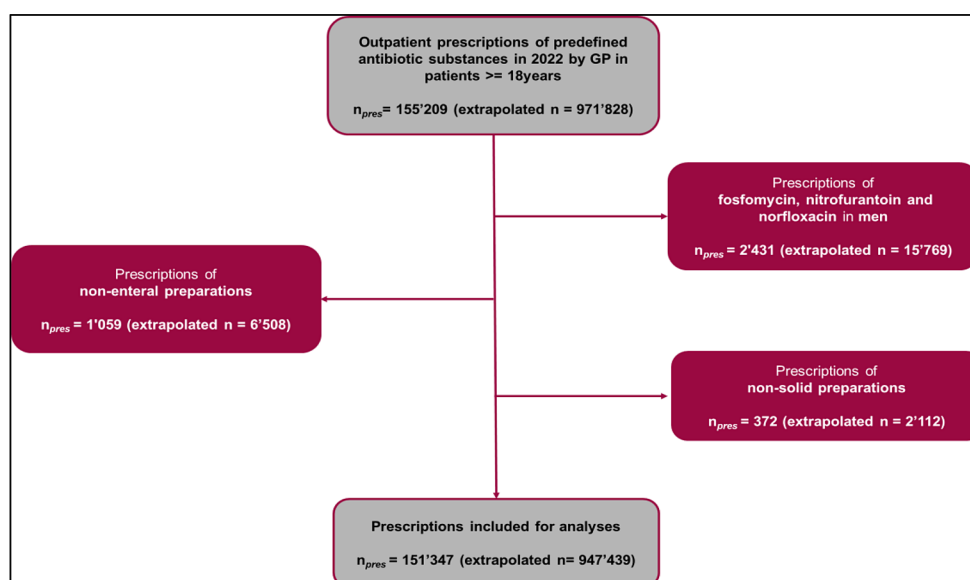 Outpatient prescriptions of predefined
antibiotic substances in 2022 by GP in
patients >= 18years
npres= 155’209 (extrapolated n = 971’828)
Prescriptions of
fosfomycin, nitrofurantoin and
norfloxacin in men
npres = 2'431 (extrapolated n = 15’769)
Prescriptions of
non-enteral preparations
npres = 1'059 (extrapolated n = 6’508)
Prescriptions of
non-solid preparations
npres = 372 (extrapolated n = 2’112)
Prescriptions included for analyses
npres = 151’347 (extrapolated n= 947’439)